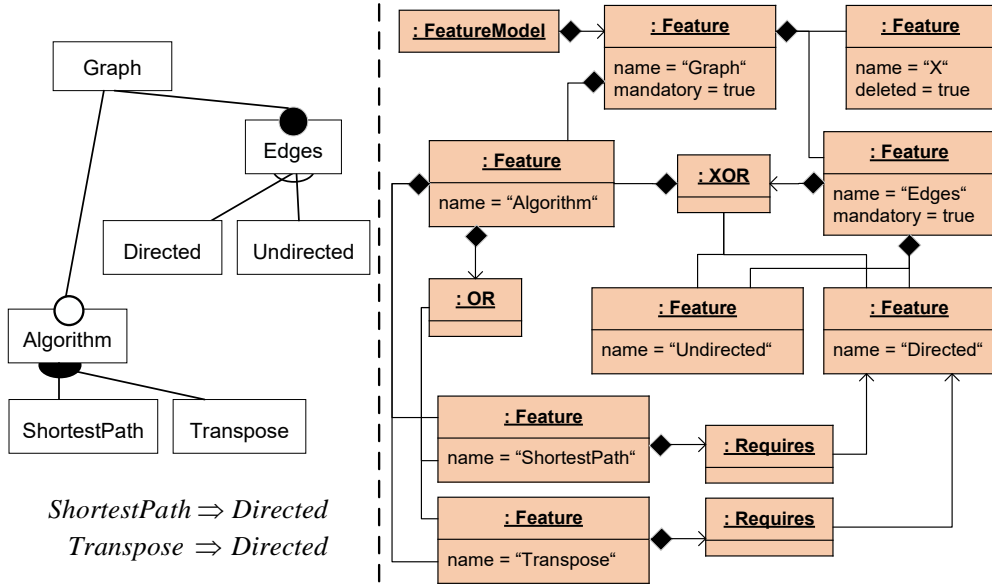 Graph
Edges
Directed
Undirected
Algorithm
ShortestPath
Transpose
ShortestPath ⇒ Directed
Transpose ⇒ Directed
: FeatureModel
: Feature
name = “Graph“
mandatory = true
: Feature
name = “X“
deleted = true
: Feature
name = “Algorithm“
: XOR
: Feature
name = “Edges“
mandatory = true
: OR
: Feature
name = “Undirected“
: Feature
name = “Directed“
: Feature
name = “ShortestPath“
: Requires
: Feature
name = “Transpose“
: Requires